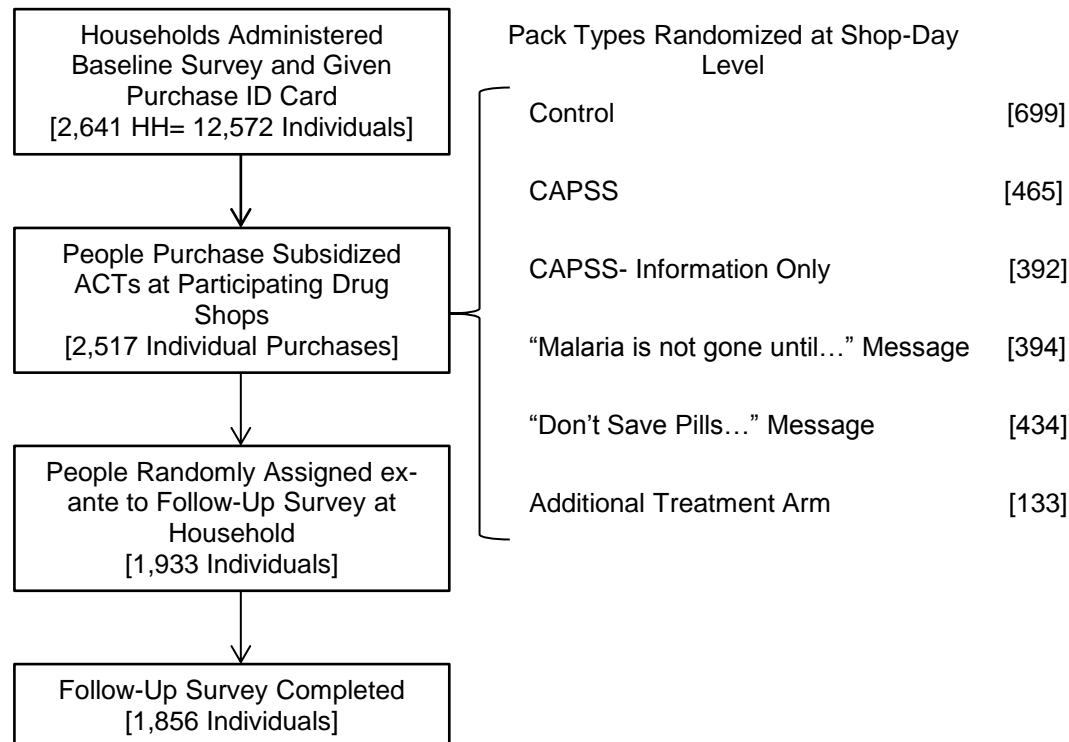 Households Administered
Baseline Survey and Given
Purchase ID Card
[2,641 HH= 12,572 Individuals]
People Purchase Subsidized
ACTs at Participating Drug
Shops
[2,517 Individual Purchases]
People Randomly Assigned ex-
ante to Follow-Up Survey at
Household
[1,933 Individuals]
Follow-Up Survey Completed
[1,856 Individuals]
Pack Types Randomized at Shop-Day
Level
Control [699]
CAPSS [465]
CAPSS- Information Only [392]
“Malaria is not gone until…” Message [394]
“Don’t Save Pills…” Message [434]
Additional Treatment Arm [133]